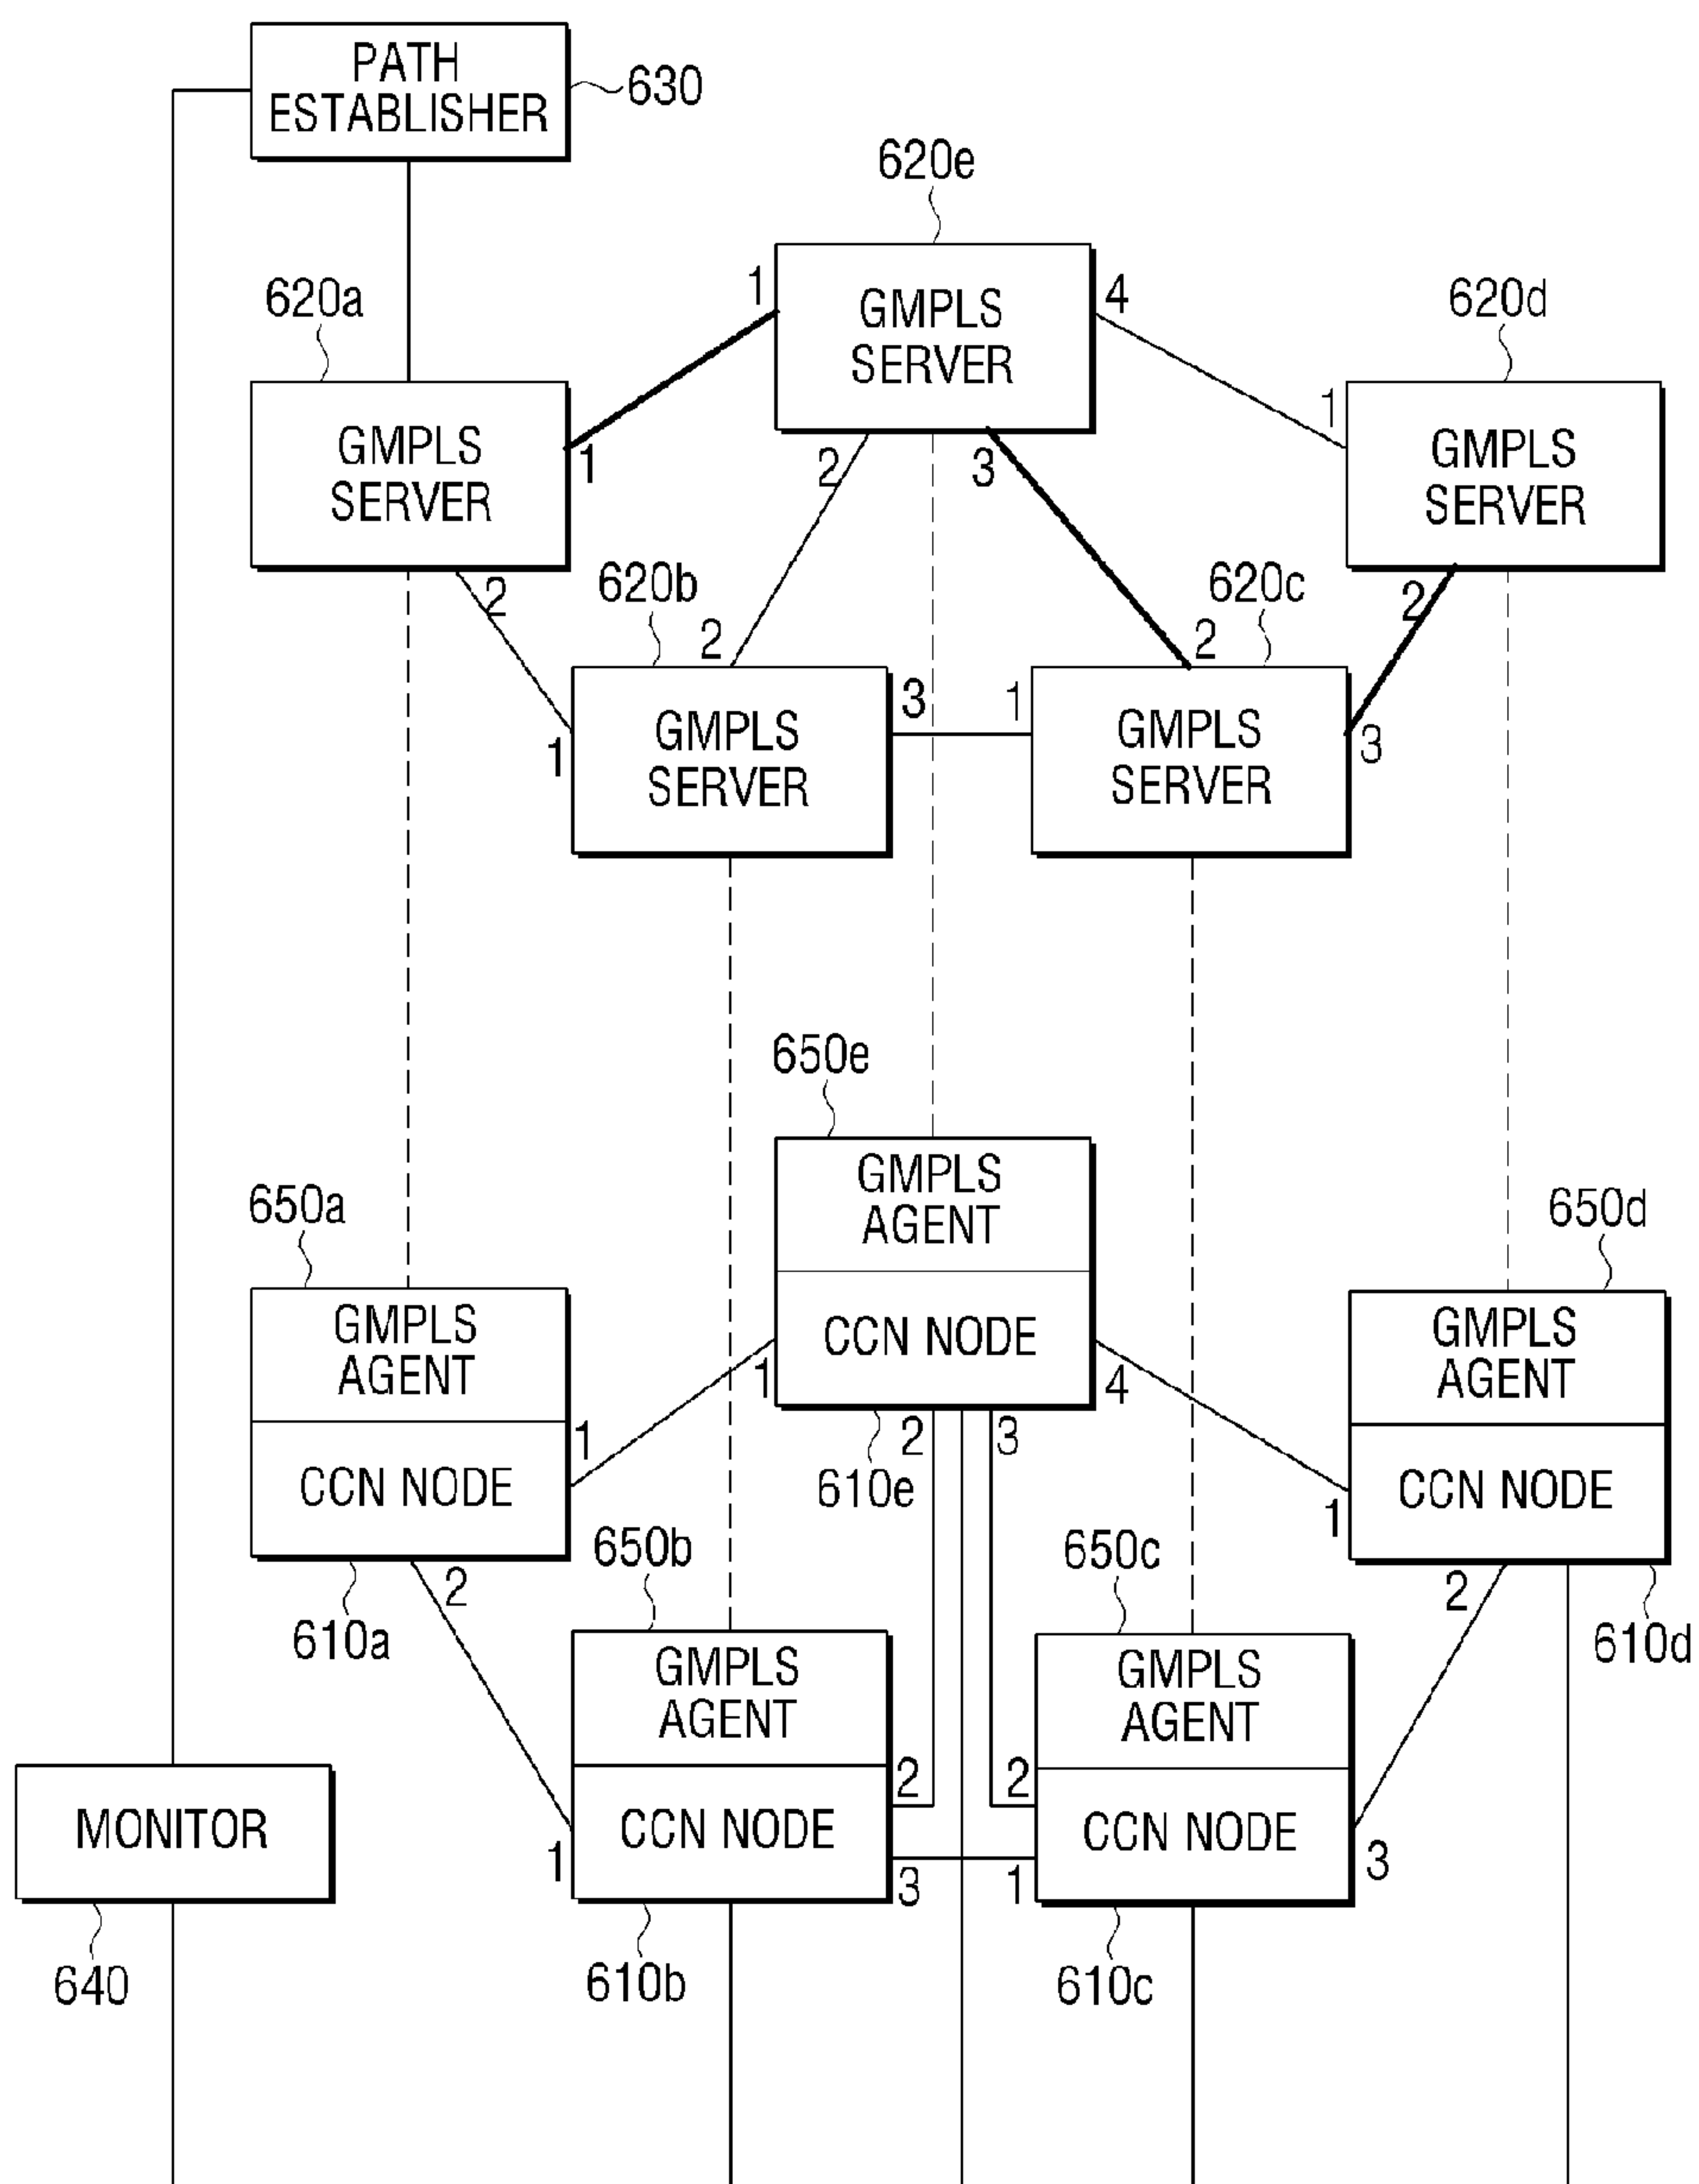 PATH
ESTABLISHER
630
620e
620a
1
GMPLS
SERVER
4
620d
GMPLS
SERVER
1
2
3
1
GMPLS
SERVER
2
620b
2
620c
2
2
GMPLS
SERVER
1
3
1
GMPLS
SERVER
3
650e
GMPLS
AGENT
CCN NODE
1
4
2
3
610e
650a
GMPLS
AGENT
CCN NODE
1
2
610a
650d
GMPLS
AGENT
CCN NODE
1
2
610d
650b
GMPLS
AGENT
CCN NODE
2
1
3
610b
650c
GMPLS
AGENT
CCN NODE
2
1
3
610c
MONITOR
640